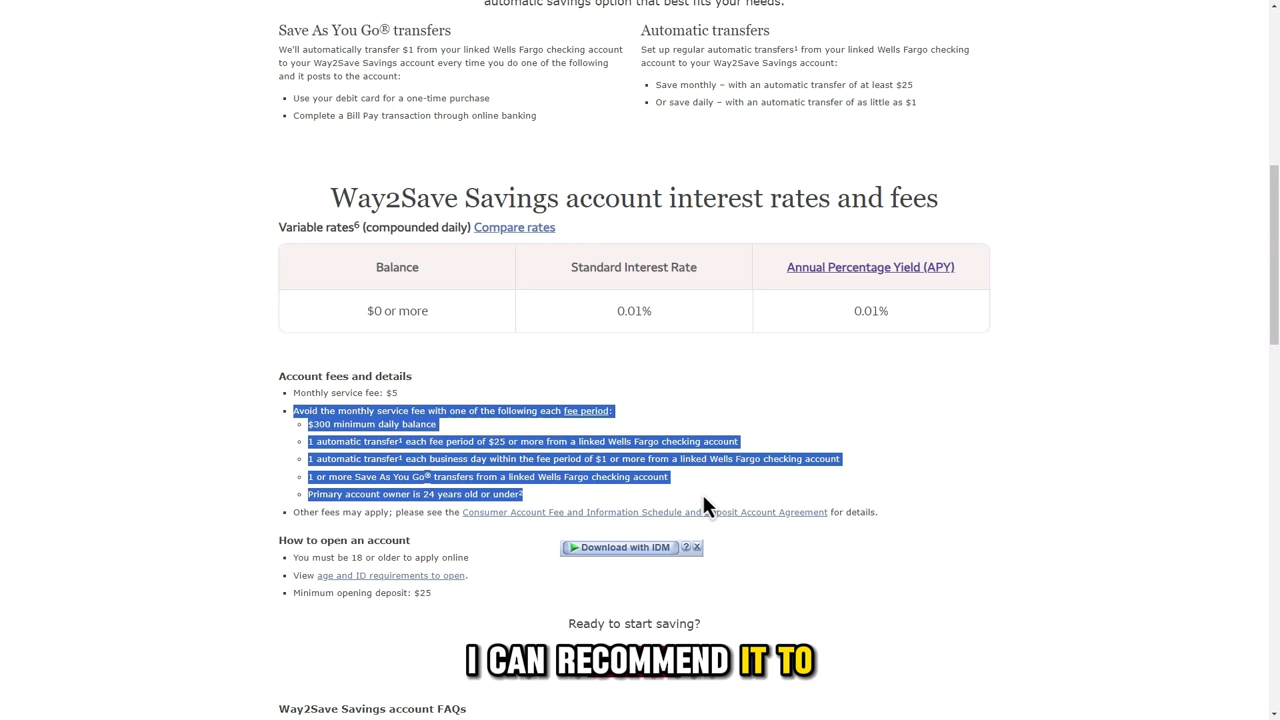 automatic savings option that best fits your needs.
Save As You Go® transfers
We'll automatically transfer $1 from your linked Wells Fargo checking account
to your Way2Save Savings account every time you do one of the following
and it posts to the account:
Use your debit card for a one-time purchase
Complete a Bill Pay transaction through online banking
Automatic transfers
Set up regular automatic transfers¹ from your linked Wells Fargo checking
account to your Way2Save Savings account:
Save monthly – with an automatic transfer of at least $25
Or save daily – with an automatic transfer of as little as $1
Way2Save Savings account interest rates and fees
Variable rates⁶ (compounded daily) Compare rates
Balance Standard Interest Rate Annual Percentage Yield (APY)
$0 or more 0.01% 0.01%
Account fees and details
Monthly service fee: $5
Avoid the monthly service fee with one of the following each fee period:
$300 minimum daily balance
1 automatic transfer¹ each fee period of $25 or more from a linked Wells Fargo checking account
1 automatic transfer¹ each business day within the fee period of $1 or more from a linked Wells Fargo checking account
1 or more Save As You Go® transfers from a linked Wells Fargo checking account
Primary account owner is 24 years old or under²
Other fees may apply; please see the Consumer Account Fee and Information Schedule and Deposit Account Agreement for details.
How to open an account
You must be 18 or older to apply online
View age and ID requirements to open.
Minimum opening deposit: $25
Download with IDM ? X
Ready to start saving?
I CAN RECOMMEND IT TO
Way2Save Savings account FAQs